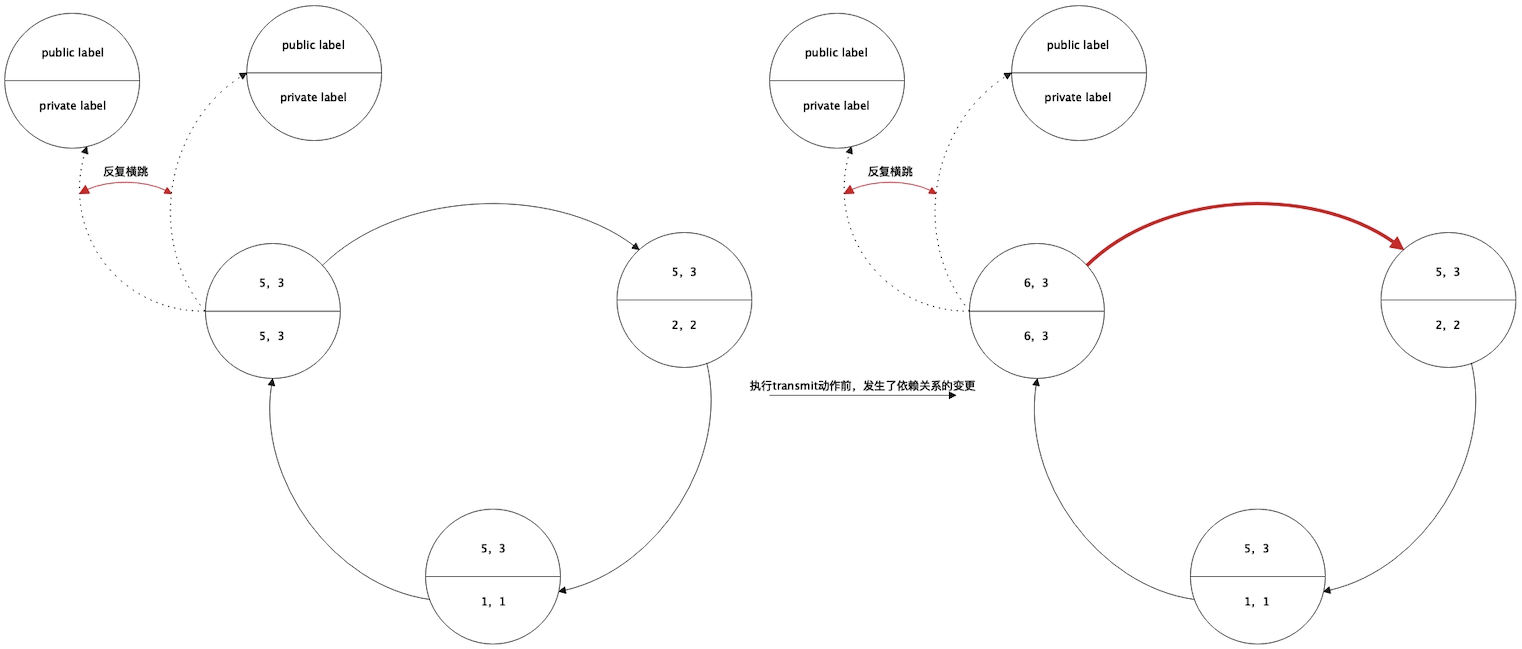 public label
private label
public label
private label
反复横跳
5, 3
5, 3
5, 3
2, 2
5, 3
1, 1
执行transmit动作前，发生了依赖关系的变更
public label
private label
public label
private label
反复横跳
6, 3
6, 3
5, 3
2, 2
5, 3
1, 1